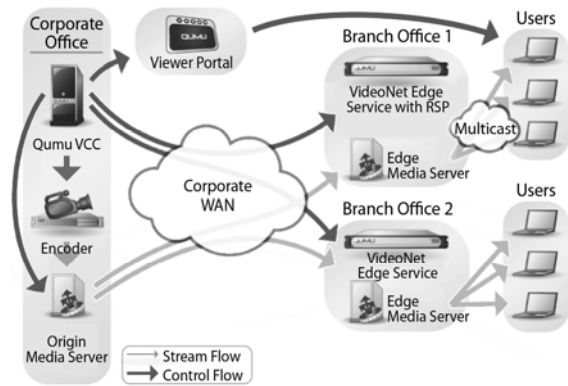 Corporate
Office
QUMU
Viewer Portal
Qumu VCC
Encoder
Origin
Media Server
Corporate
WAN
Branch Office 1
VideoNet Edge
Service with RSP
Edge
Media Server
Multicast
Users
Branch Office 2
VideoNet
Edge Service
Edge
Media Server
Users
Stream Flow
Control Flow